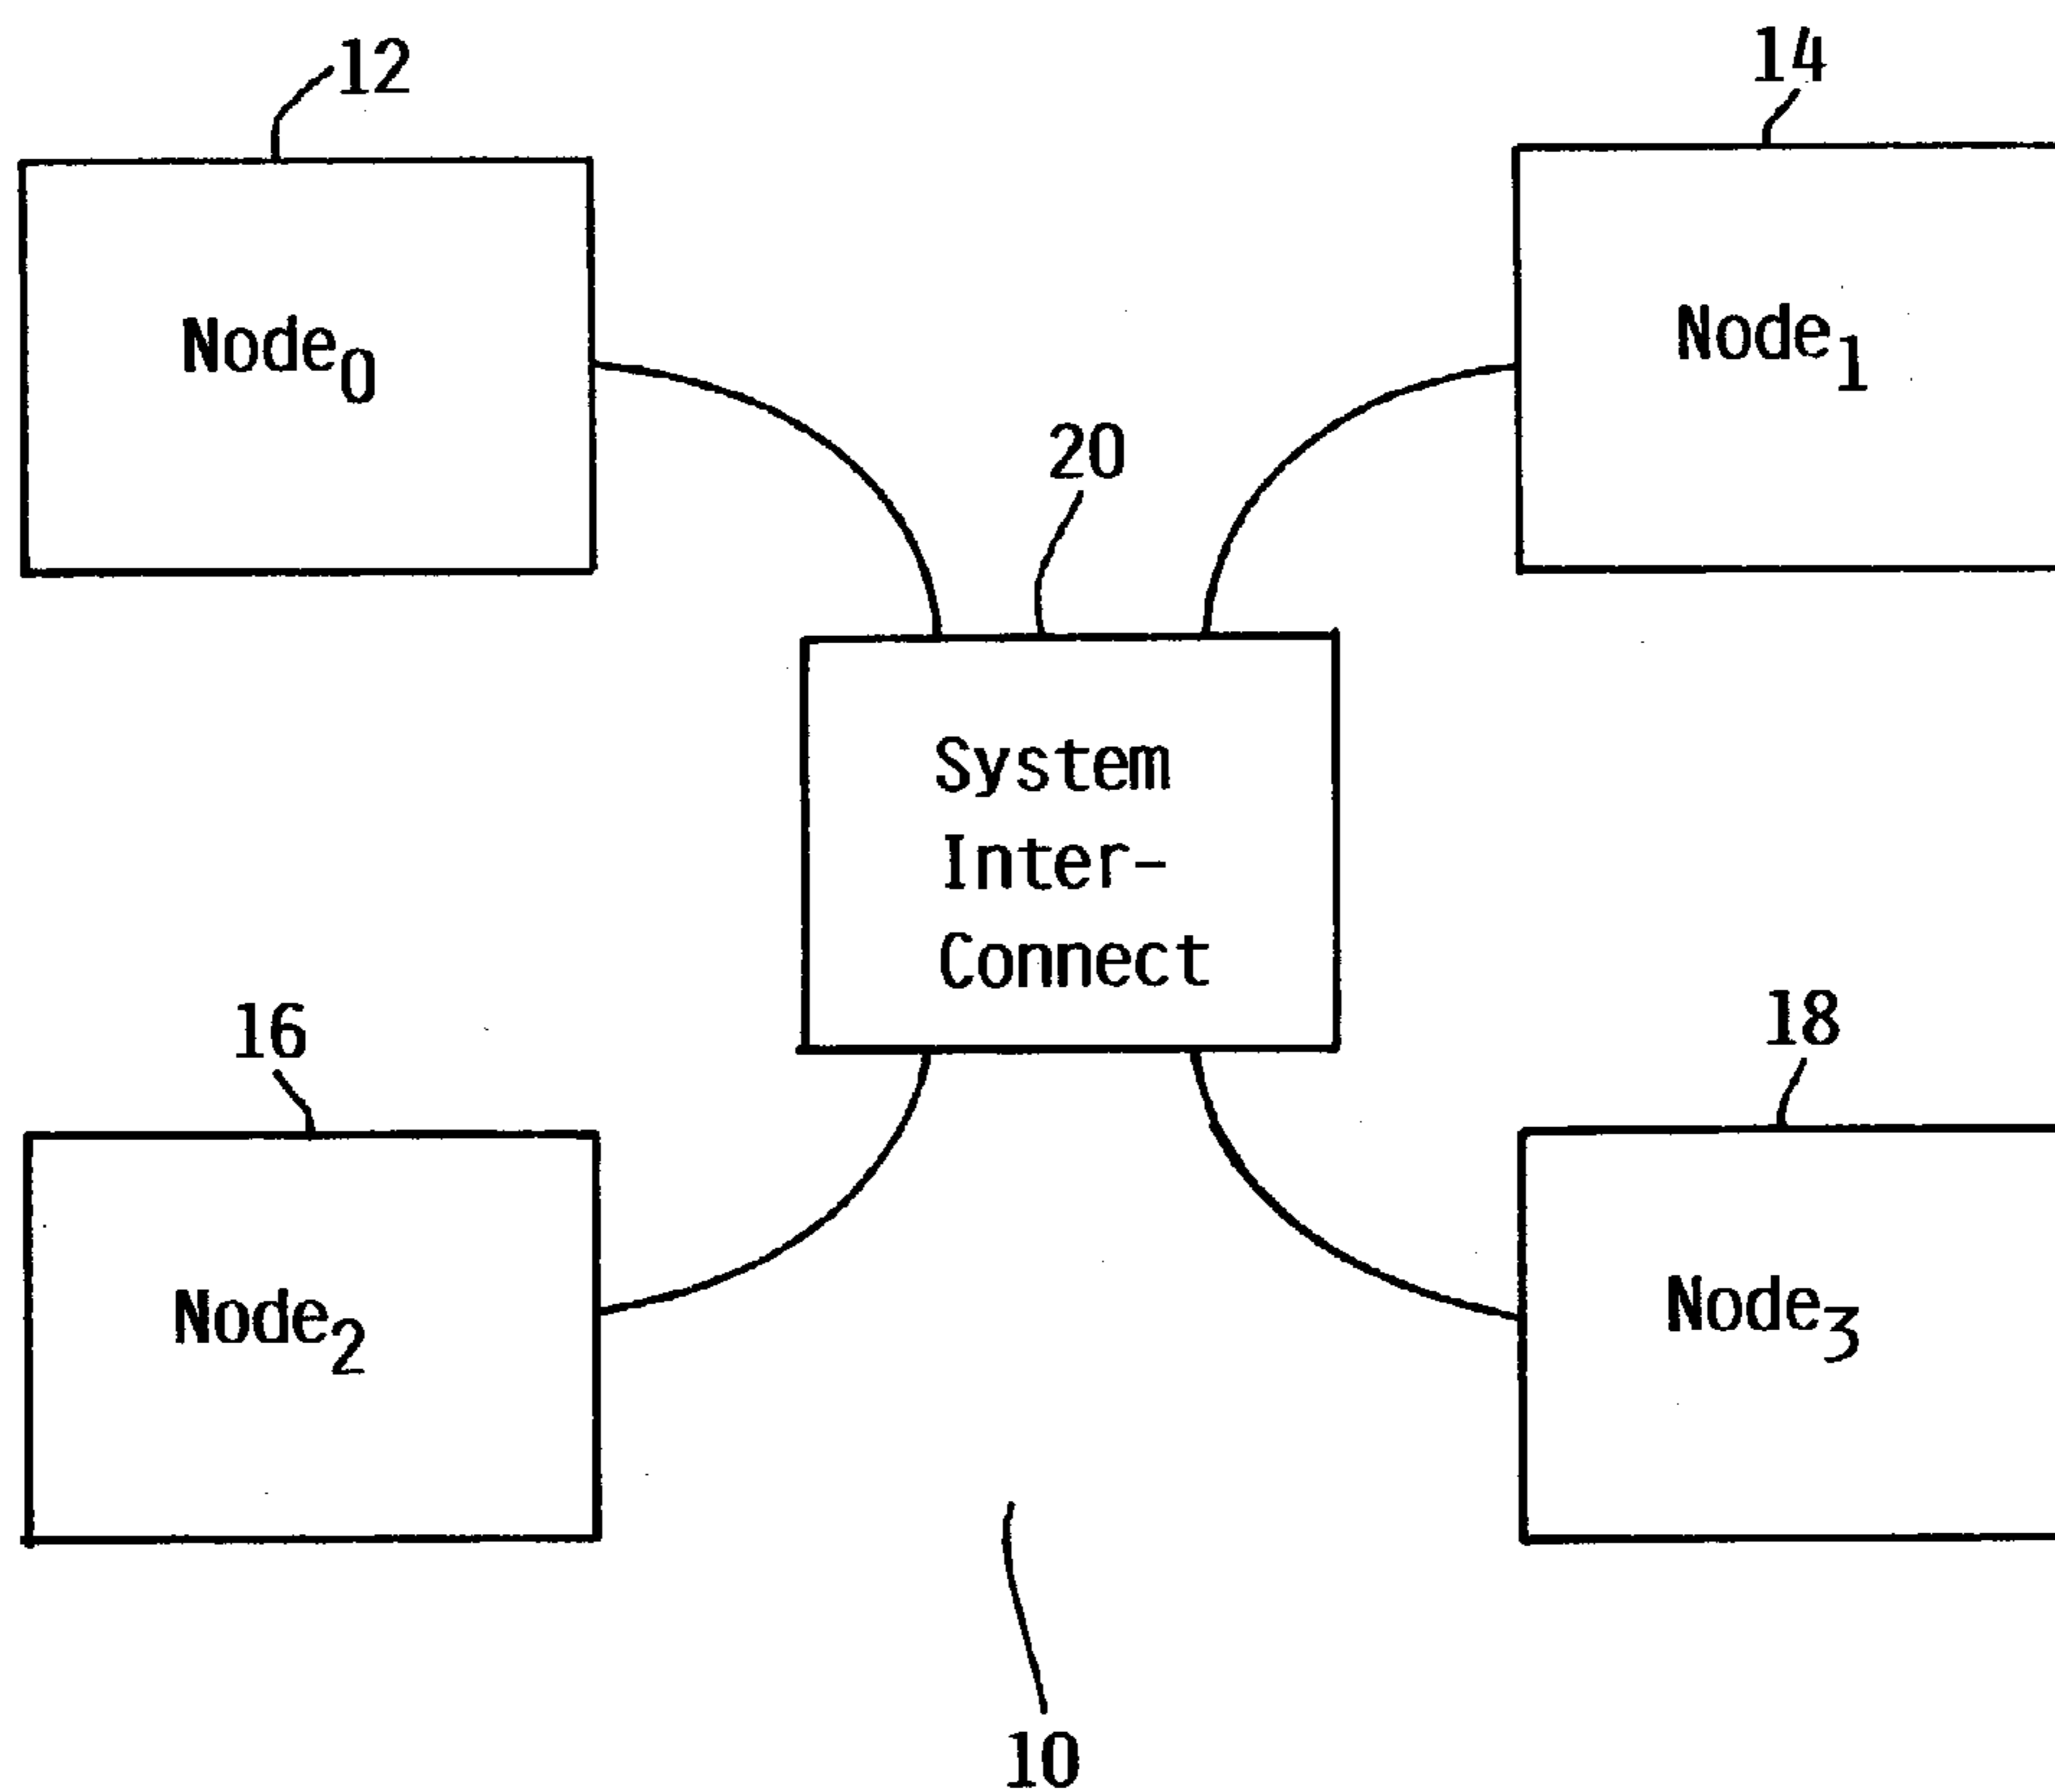 12
14
Node₀
Node₁
20
System
Inter-
Connect
16
18
Node₂
Node₃
10